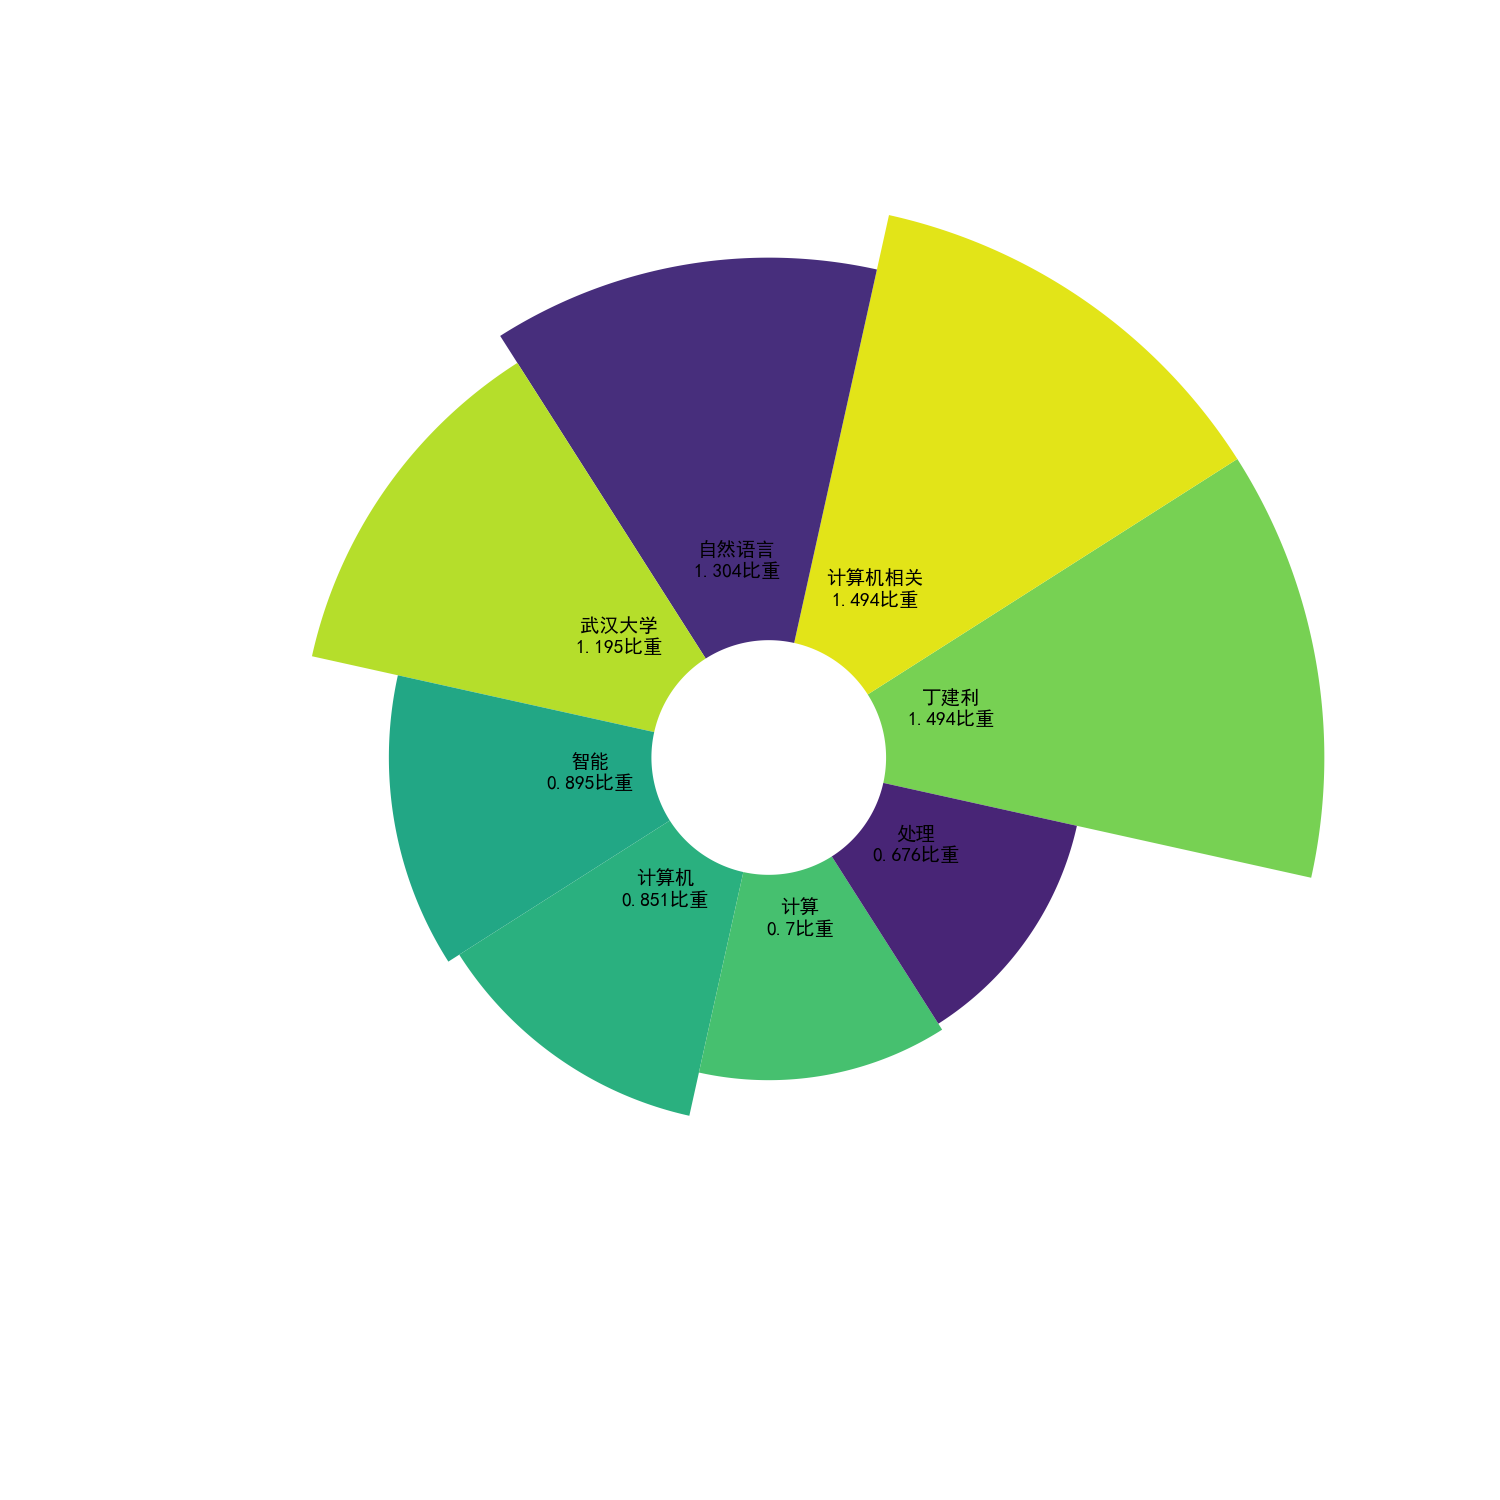 自然语言
1.304比重
计算机相关
1.494比重
武汉大学
1.195比重
丁建利
1.494比重
智能
0.895比重
处理
0.676比重
计算机
0.851比重
计算
0.7比重